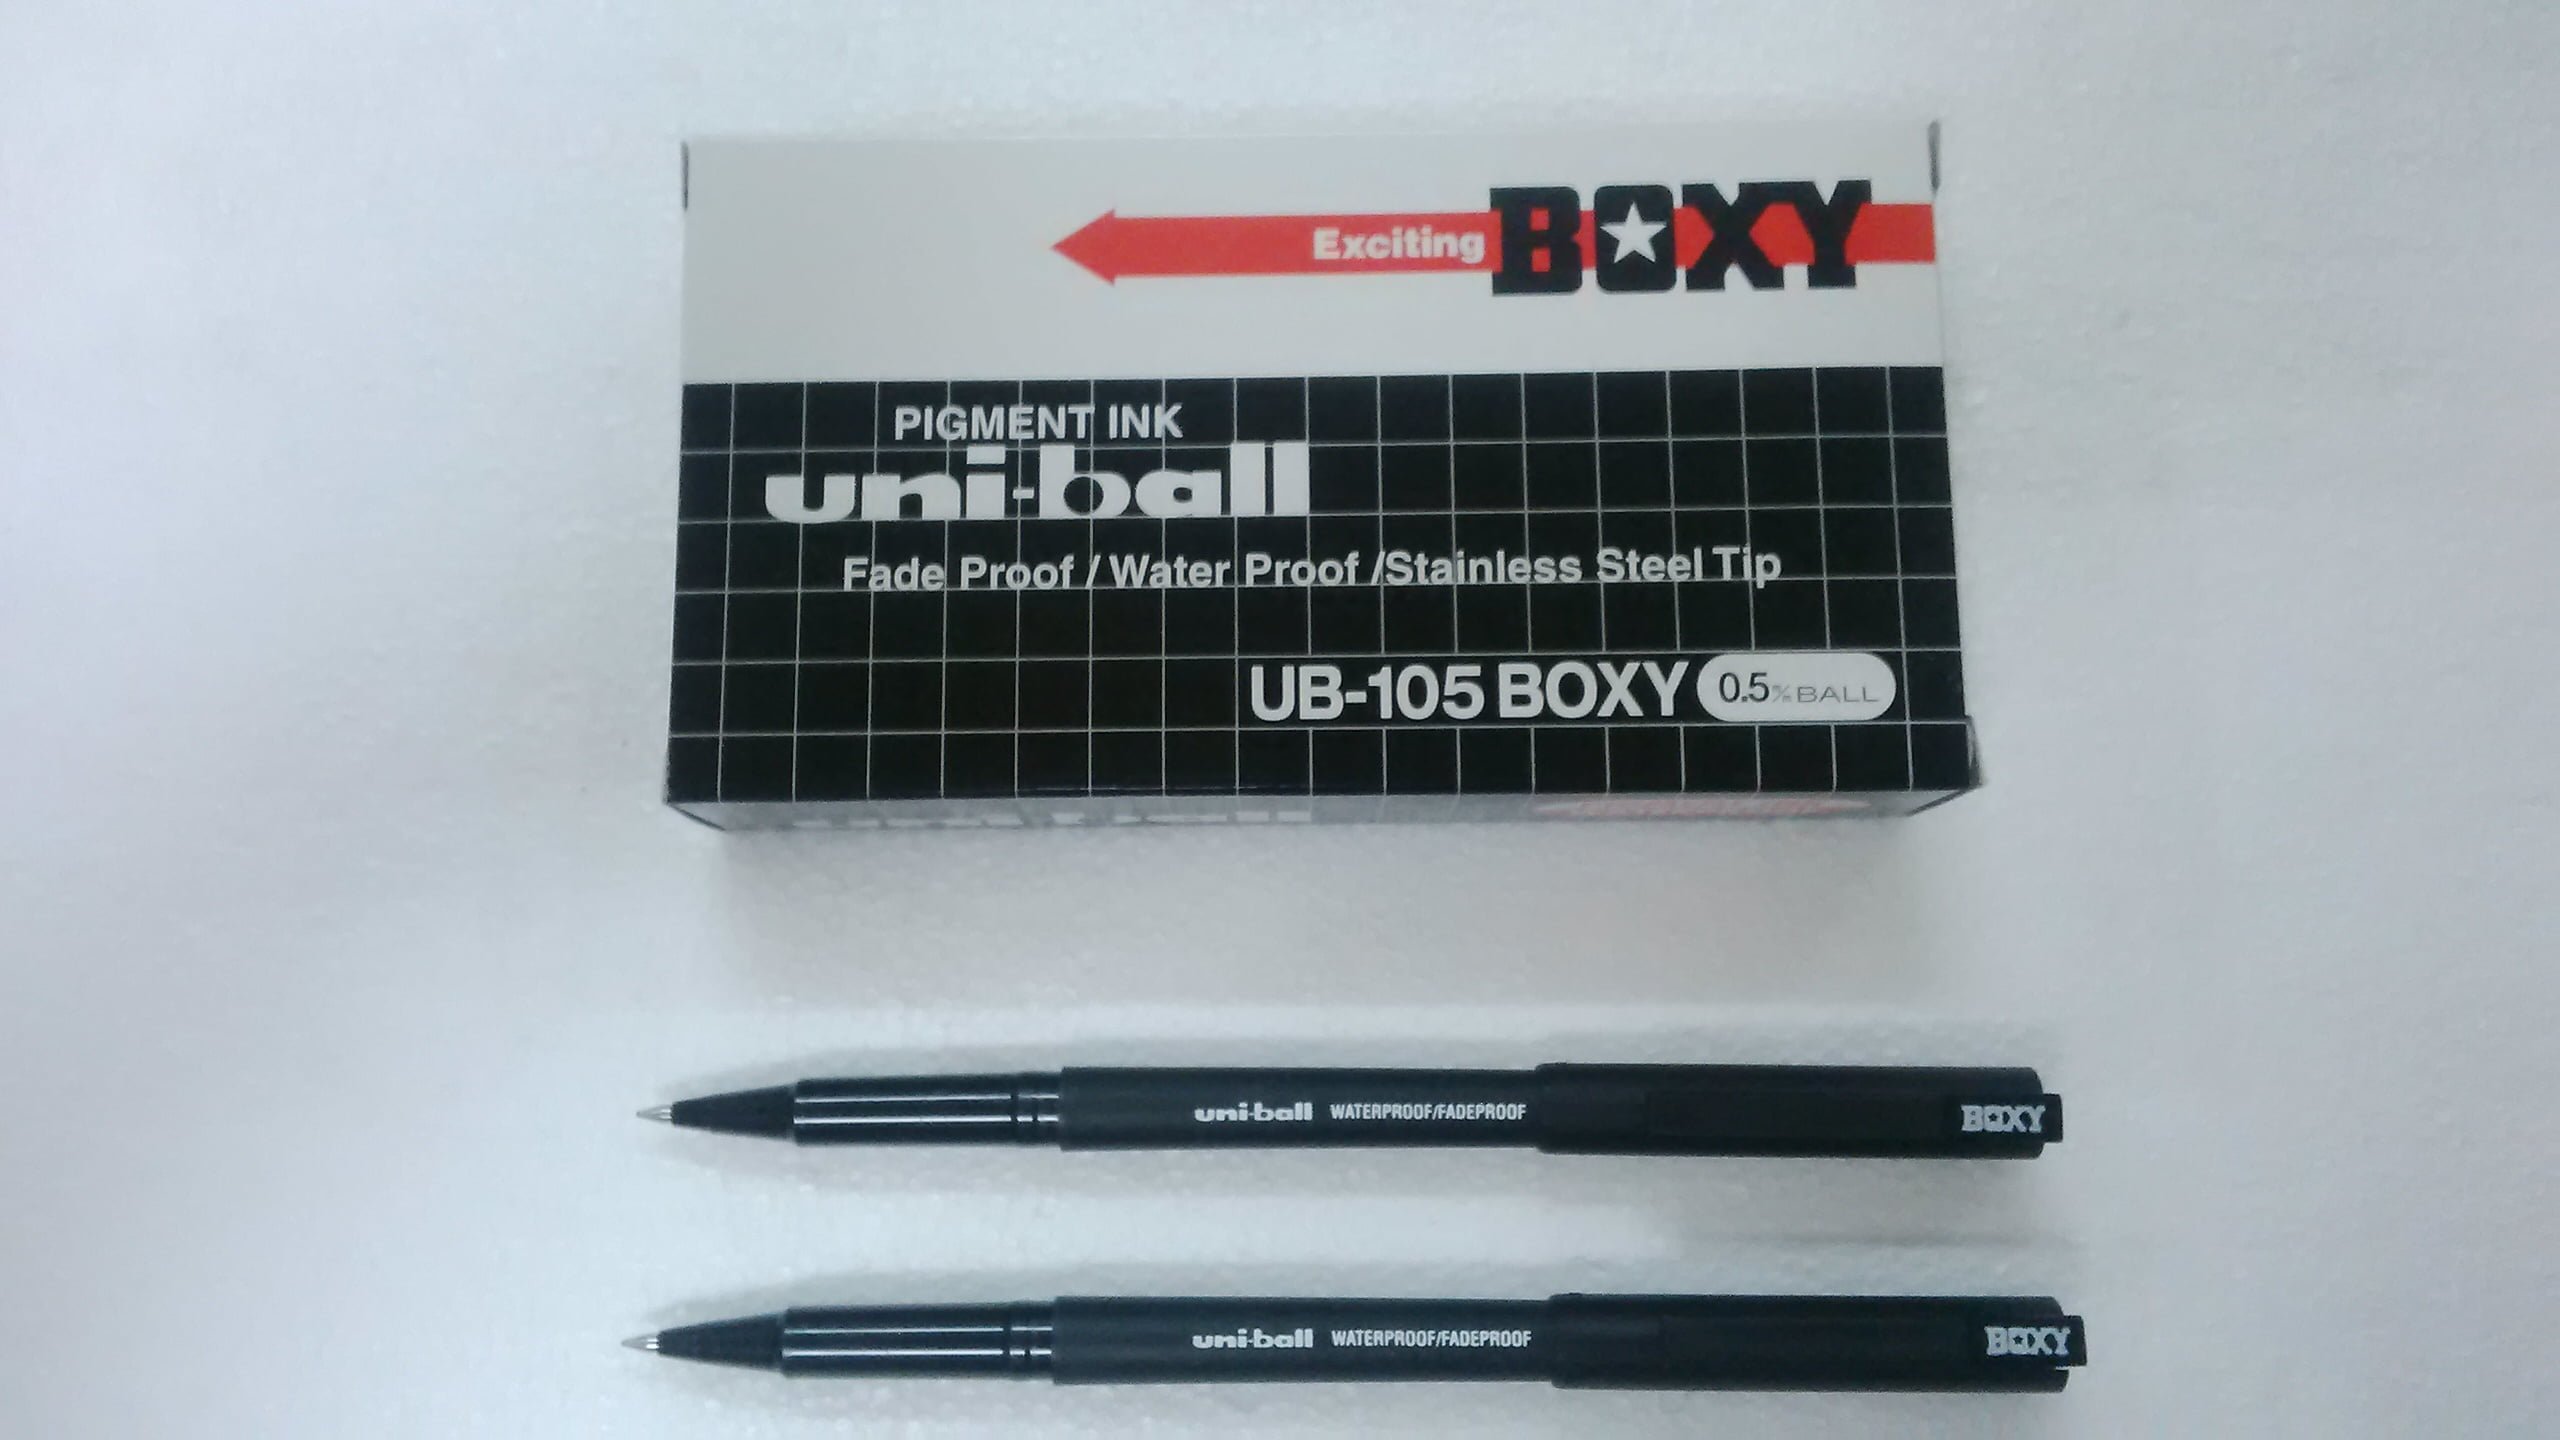 Exciting BOXY
PIGMENT INK
uni-ball
Fade Proof / Water Proof /Stainless Steel Tip
UB-105 BOXY 0.5 m/m BALL
uni-ball WATERPROOF/FADEPROOF BOXY
uni-ball WATERPROOF/FADEPROOF BOXY